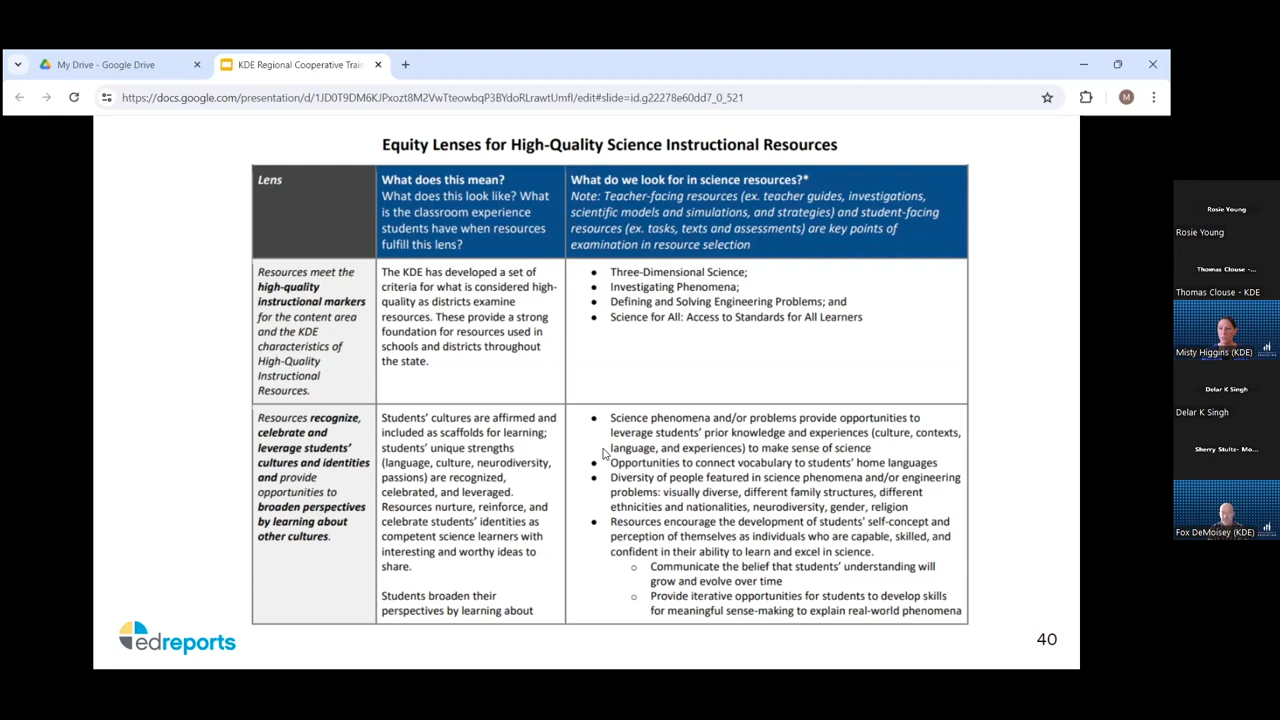 My Drive - Google Drive
KDE Regional Cooperative Train
https://docs.google.com/presentation/d/1JD0T9DM6KJPxozt8M2VwTteowbqP3BYdoRLrawtUmfI/edit#slide=id.g22278e60dd7_0_521
M
Equity Lenses for High-Quality Science Instructional Resources
Lens
What does this mean?
What does this look like? What
is the classroom experience
students have when resources
fulfill this lens?
What do we look for in science resources?*
Note: Teacher-facing resources (ex. teacher guides, investigations,
scientific models and simulations, and strategies) and student-facing
resources (ex. tasks, texts and assessments) are key points of
examination in resource selection
Resources meet the
high-quality
instructional markers
for the content area
and the KDE
characteristics of
High-Quality
Instructional
Resources.
The KDE has developed a set of
criteria for what is considered high-
quality as districts examine
resources. These provide a strong
foundation for resources used in
schools and districts throughout
the state.
● Three-Dimensional Science;
● Investigating Phenomena;
● Defining and Solving Engineering Problems; and
● Science for All: Access to Standards for All Learners
Resources recognize,
celebrate and
leverage students'
cultures and identities
and provide
opportunities to
broaden perspectives
by learning about
other cultures.
Students' cultures are affirmed and
included as scaffolds for learning;
students' unique strengths
(language, culture, neurodiversity,
passions) are recognized,
celebrated, and leveraged.
Resources nurture, reinforce, and
celebrate students' identities as
competent science learners with
interesting and worthy ideas to
share.
Students broaden their
perspectives by learning about
● Science phenomena and/or problems provide opportunities to
leverage students' prior knowledge and experiences (culture, contexts,
language, and experiences) to make sense of science
● Opportunities to connect vocabulary to students' home languages
● Diversity of people featured in science phenomena and/or engineering
problems: visually diverse, different family structures, different
ethnicities and nationalities, neurodiversity, gender, religion
● Resources encourage the development of students' self-concept and
perception of themselves as individuals who are capable, skilled, and
confident in their ability to learn and excel in science.
○ Communicate the belief that students' understanding will
grow and evolve over time
○ Provide iterative opportunities for students to develop skills
for meaningful sense-making to explain real-world phenomena
edreports
40
Rosie Young
Rosie Young
Thomas Clouse -...
Thomas Clouse - KDE
Misty Higgins (KDE)
Delar K Singh
Delar K Singh
Sherry Stultz- Mo...
Fox DeMoisey (KDE)